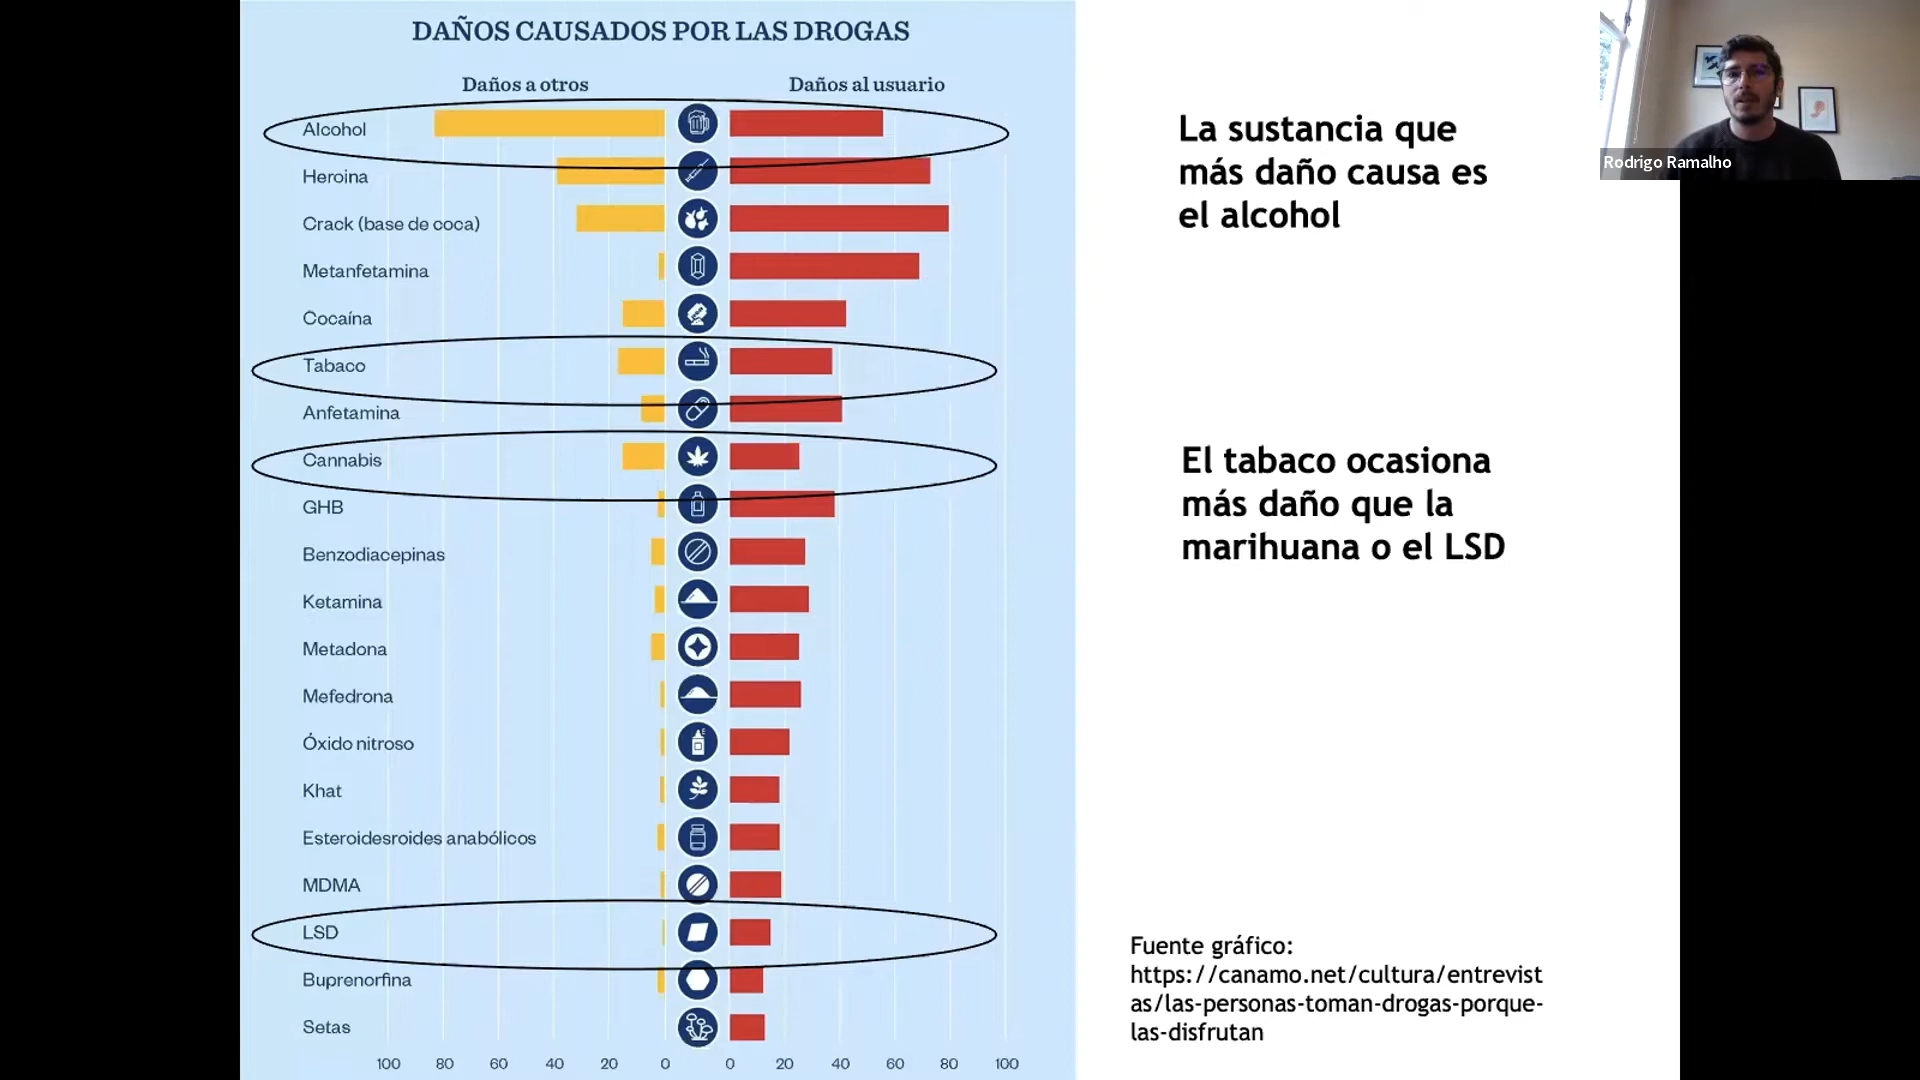 DAÑOS CAUSADOS POR LAS DROGAS
Daños a otros
Daños al usuario
Alcohol
Heroina
Crack (base de coca)
Metanfetamina
Cocaína
Tabaco
Anfetamina
Cannabis
GHB
Benzodiacepinas
Ketamina
Metadona
Mefedrona
Óxido nitroso
Khat
Esteroidesroides anabólicos
MDMA
LSD
Buprenorfina
Setas
100 80 60 40 20 0 0 20 40 60 80 100
La sustancia que
más daño causa es
el alcohol
El tabaco ocasiona
más daño que la
marihuana o el LSD
Fuente gráfico:
https://canamo.net/cultura/entrevist
as/las-personas-toman-drogas-porque-
las-disfrutan
Rodrigo Ramalho